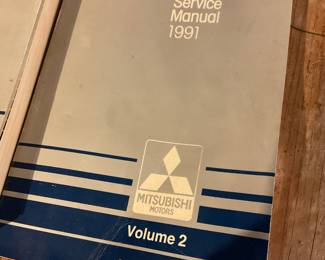 Service
Manual
1991
MITSUBISHI
MOTORS
Volume 2